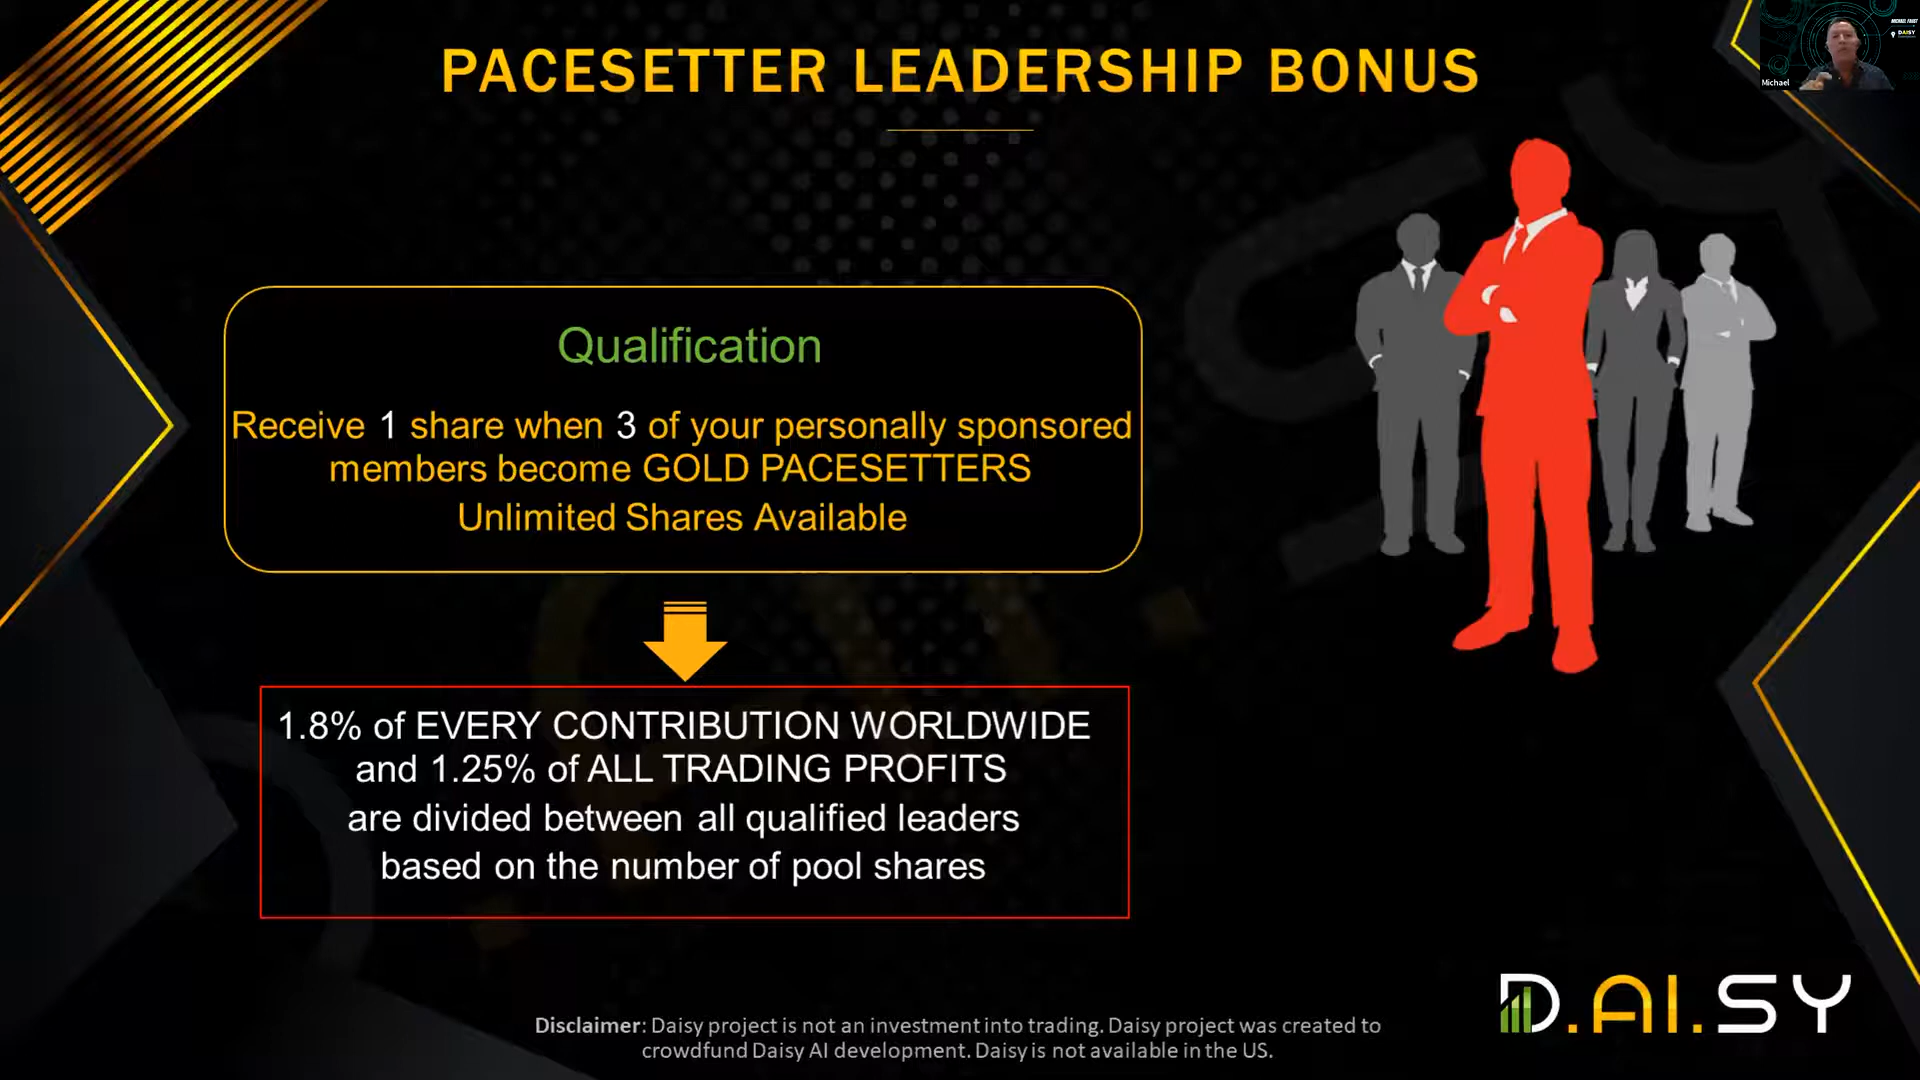 PACESETTER LEADERSHIP BONUS
MICHAEL FAUST
DAISY
Michael
Qualification
Receive 1 share when 3 of your personally sponsored
members become GOLD PACESETTERS
Unlimited Shares Available
1.8% of EVERY CONTRIBUTION WORLDWIDE
and 1.25% of ALL TRADING PROFITS
are divided between all qualified leaders
based on the number of pool shares
D.AI.SY
Disclaimer: Daisy project is not an investment into trading. Daisy project was created to
crowdfund Daisy AI development. Daisy is not available in the US.